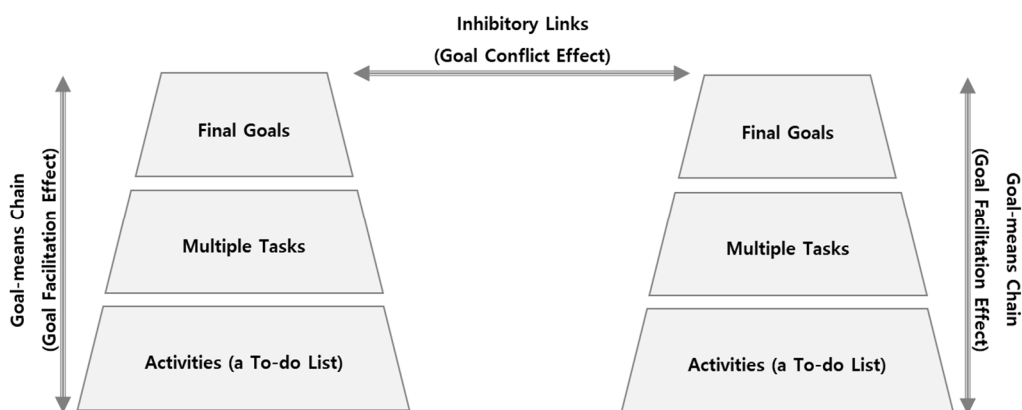 Inhibitory Links
(Goal Conflict Effect)
Final Goals
Multiple Tasks
Activities (a To-do List)
Goal-means Chain
(Goal Facilitation Effect)
Final Goals
Multiple Tasks
Activities (a To-do List)
Goal-means Chain
(Goal Facilitation Effect)